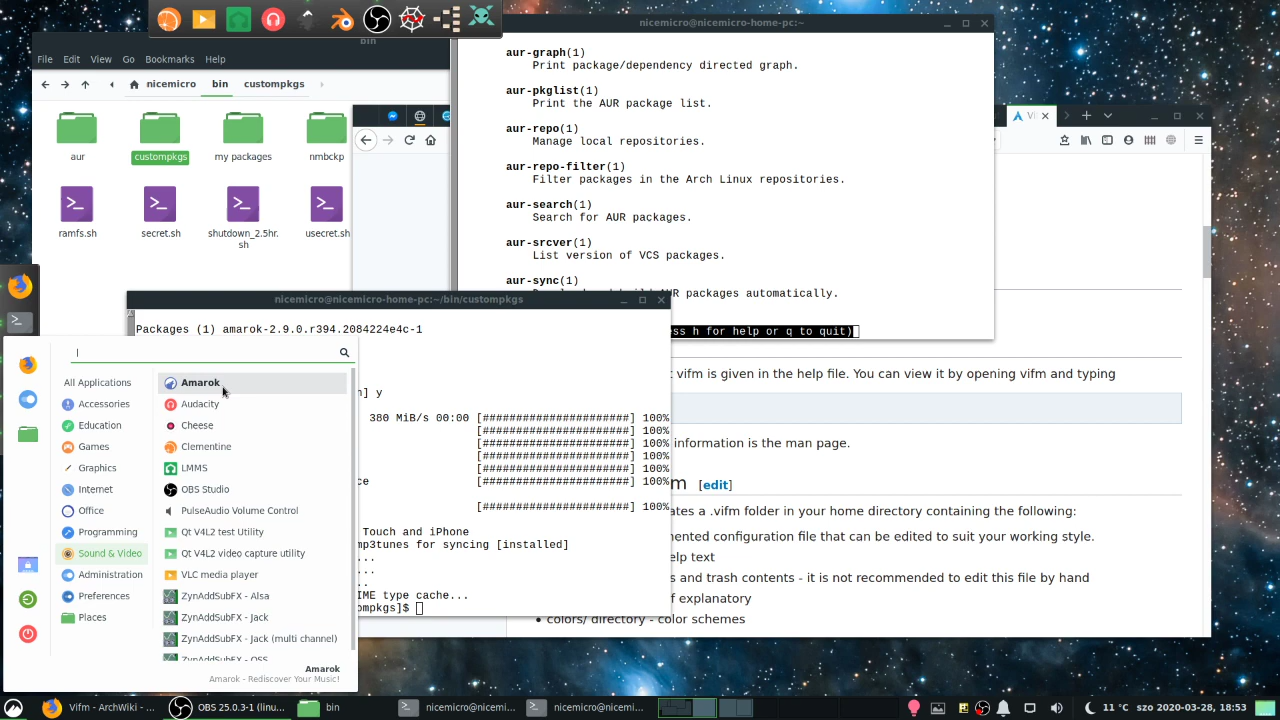 bin
nicemicro@nicemicro-home-pc:~
File Edit View Go Bookmarks Help
nicemicro bin custompkgs
aur custompkgs my packages nmbckp
ramfs.sh secret.sh shutdown_2.5hr.sh usecret.sh
aur-graph(1)
Print package/dependency directed graph.
aur-pkglist(1)
Print the AUR package list.
aur-repo(1)
Manage local repositories.
aur-repo-filter(1)
Filter packages in the Arch Linux repositories.
aur-search(1)
Search for AUR packages.
aur-srcver(1)
List version of VCS packages.
aur-sync(1)
R packages automatically.
ess h for help or q to quit)
nicemicro@nicemicro-home-pc:~/bin/custompkgs
Packages (1) amarok-2.9.0.r394.2084224e4c-1
n] y
380 MiB/s 00:00 [######################] 100%
[######################] 100%
[######################] 100%
[######################] 100%
[######################] 100%
ce [######################] 100%
[######################] 100%
Touch and iPhone
mp3tunes for syncing [installed]
...
...
..
IME type cache...
ompkgs]$
All Applications
Accessories
Education
Games
Graphics
Internet
Office
Programming
Sound & Video
Administration
Preferences
Places
Amarok
Audacity
Cheese
Clementine
LMMS
OBS Studio
PulseAudio Volume Control
Qt V4L2 test Utility
Qt V4L2 video capture utility
VLC media player
ZynAddSubFX - Alsa
ZynAddSubFX - Jack
ZynAddSubFX - Jack (multi channel)
ZynAddSubFX - OSS
Amarok
Amarok - Rediscover Your Music!
Vi
t vifm is given in the help file. You can view it by opening vifm and typing
information is the man page.
m [edit]
ates a .vifm folder in your home directory containing the following:
mented configuration file that can be edited to suit your working style.
elp text
s and trash contents - it is not recommended to edit this file by hand
f explanatory
colors/ directory - color schemes
Vifm - ArchWiki - ... OBS 25.0.3-1 (linu... bin nicemicro@nicemi... nicemicro@nicemi... 11 °C szo 2020-03-28, 18:53